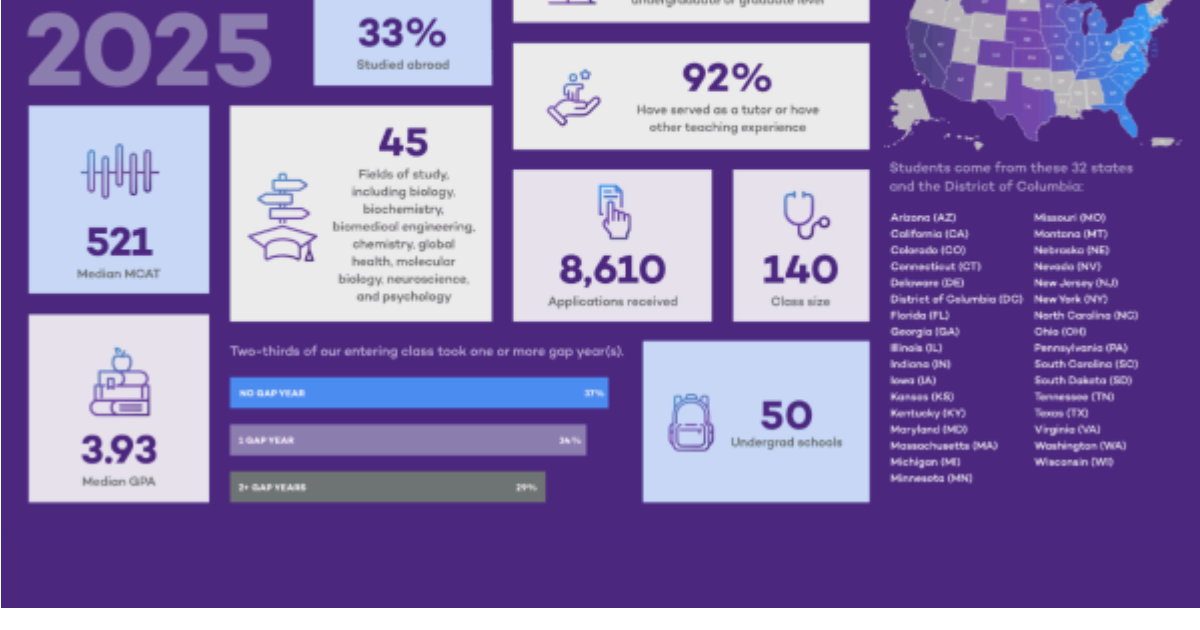 undergraduate or graduate level
2025
33%
Studied abroad
92%
Have served as a tutor or have
other teaching experience
521
Median MCAT
45
Fields of study,
including biology,
biochemistry,
biomedical engineering,
chemistry, global
health, molecular
biology, neuroscience,
and psychology
8,610
Applications received
140
Class size
3.93
Median GPA
Two-thirds of our entering class took one or more gap year(s).
NO GAP YEAR 37%
1 GAP YEAR 34%
2+ GAP YEARS 29%
50
Undergrad schools
Students come from these 32 states
and the District of Columbia:
Arizona (AZ)
California (CA)
Colorado (CO)
Connecticut (CT)
Delaware (DE)
District of Columbia (DC)
Florida (FL)
Georgia (GA)
Illinois (IL)
Indiana (IN)
Iowa (IA)
Kansas (KS)
Kentucky (KY)
Maryland (MD)
Massachusetts (MA)
Michigan (MI)
Minnesota (MN)
Missouri (MO)
Montana (MT)
Nebraska (NE)
Nevada (NV)
New Jersey (NJ)
New York (NY)
North Carolina (NC)
Ohio (OH)
Pennsylvania (PA)
South Carolina (SC)
South Dakota (SD)
Tennessee (TN)
Texas (TX)
Virginia (VA)
Washington (WA)
Wisconsin (WI)